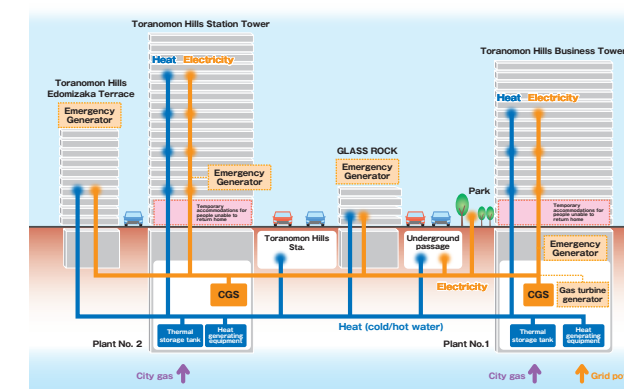 Toranomon Hills Station Tower
Heat Electricity
Toranomon Hills
Edomizaka Terrace
Emergency
Generator
Emergency
Generator
Temporary
accommodations for
people unable to
return home
GLASS ROCK
Emergency
Generator
Park
Toranomon Hills Business Tower
Heat Electricity
Temporary
accommodations for
people unable to
return home
Toranomon Hills
Sta.
Underground
passage
Emergency
Generator
CGS
Electricity
CGS
Gas turbine
generator
Heat (cold/hot water)
Thermal
storage tank
Heat
generating
equipment
Plant No. 2
Thermal
storage tank
Heat
generating
equipment
Plant No.1
City gas
City gas
Grid po